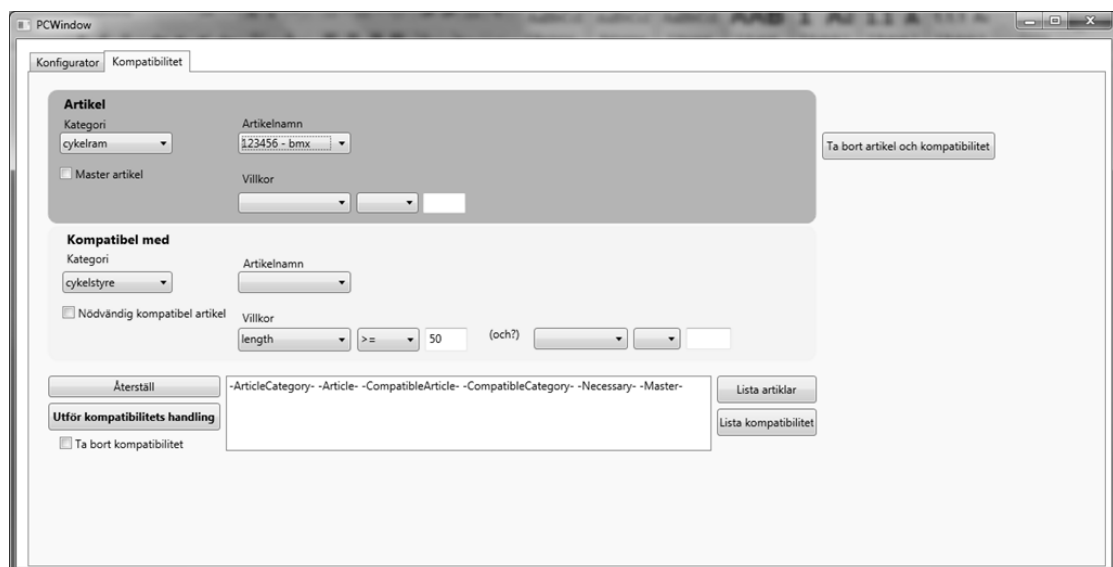 PCWindow
Konfigurator Kompatibilitet
Artikel
Kategori Artikelnamn
cykelram 123456 - bmx
Ta bort artikel och kompatibilitet
Master artikel Villkor
Kompatibel med
Kategori Artikelnamn
cykelstyre
Nödvändig kompatibel artikel Villkor
length >= 50 (och?)
Återställ -ArticleCategory- -Article- -CompatibleArticle- -CompatibleCategory- -Necessary- -Master- Lista artiklar
Utför kompatibilitets handling Lista kompatibilitet
Ta bort kompatibilitet